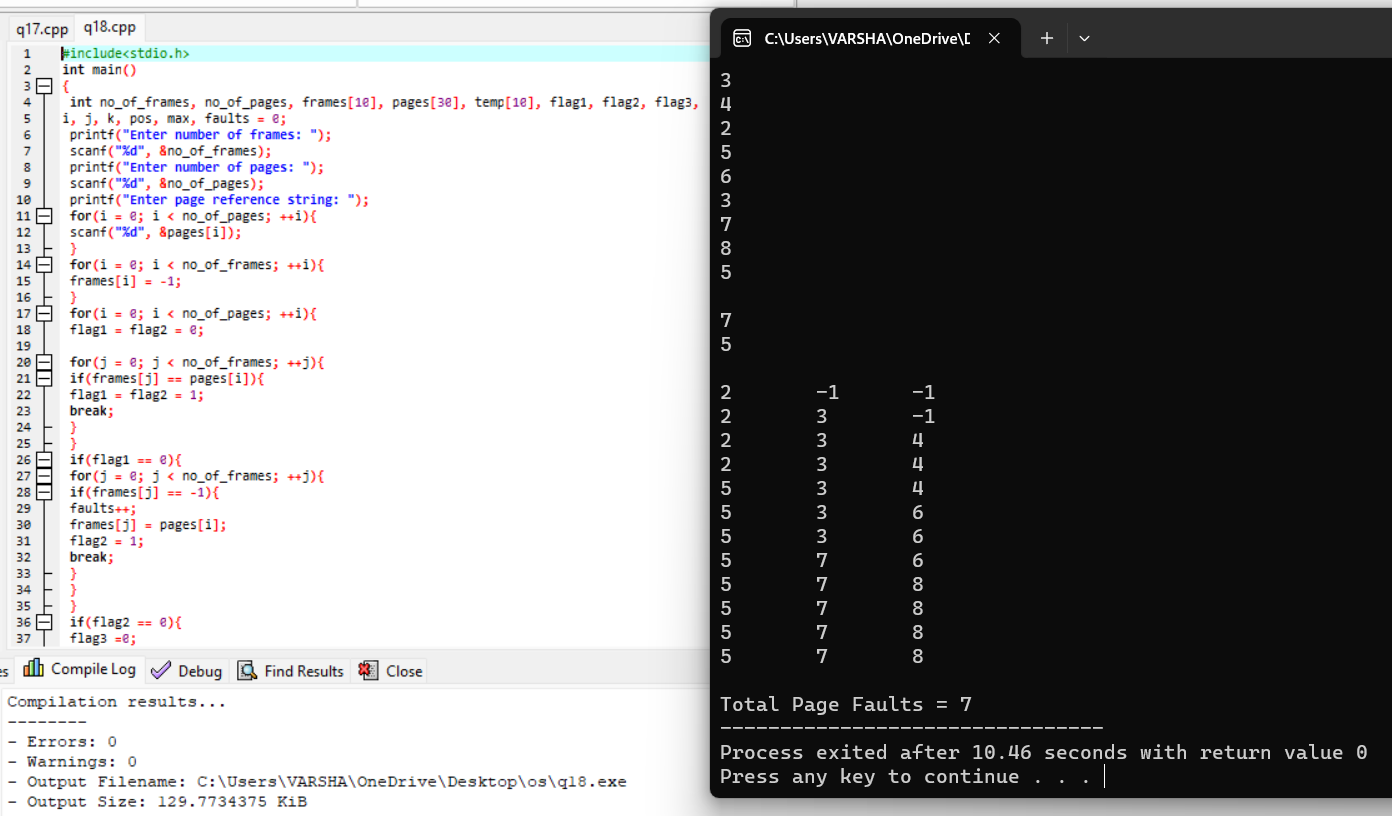 q17.cpp q18.cpp
1 #include<stdio.h>
2 int main()
3 {
4 int no_of_frames, no_of_pages, frames[10], pages[30], temp[10], flag1, flag2, flag3,
5 i, j, k, pos, max, faults = 0;
6 printf("Enter number of frames: ");
7 scanf("%d", &no_of_frames);
8 printf("Enter number of pages: ");
9 scanf("%d", &no_of_pages);
10 printf("Enter page reference string: ");
11 for(i = 0; i < no_of_pages; ++i){
12 scanf("%d", &pages[i]);
13 }
14 for(i = 0; i < no_of_frames; ++i){
15 frames[i] = -1;
16 }
17 for(i = 0; i < no_of_pages; ++i){
18 flag1 = flag2 = 0;
19
20 for(j = 0; j < no_of_frames; ++j){
21 if(frames[j] == pages[i]){
22 flag1 = flag2 = 1;
23 break;
24 }
25 }
26 if(flag1 == 0){
27 for(j = 0; j < no_of_frames; ++j){
28 if(frames[j] == -1){
29 faults++;
30 frames[j] = pages[i];
31 flag2 = 1;
32 break;
33 }
34 }
35 }
36 if(flag2 == 0){
37 flag3 =0;
es Compile Log Debug Find Results Close
Compilation results...
--------
- Errors: 0
- Warnings: 0
- Output Filename: C:\Users\VARSHA\OneDrive\Desktop\os\q18.exe
- Output Size: 129.7734375 KiB
C:\Users\VARSHA\OneDrive\D
3
4
2
5
6
3
7
8
5
7
5
2 -1 -1
2 3 -1
2 3 4
2 3 4
5 3 4
5 3 6
5 3 6
5 7 6
5 7 8
5 7 8
5 7 8
5 7 8
Total Page Faults = 7
--------------------------------
Process exited after 10.46 seconds with return value 0
Press any key to continue . . .